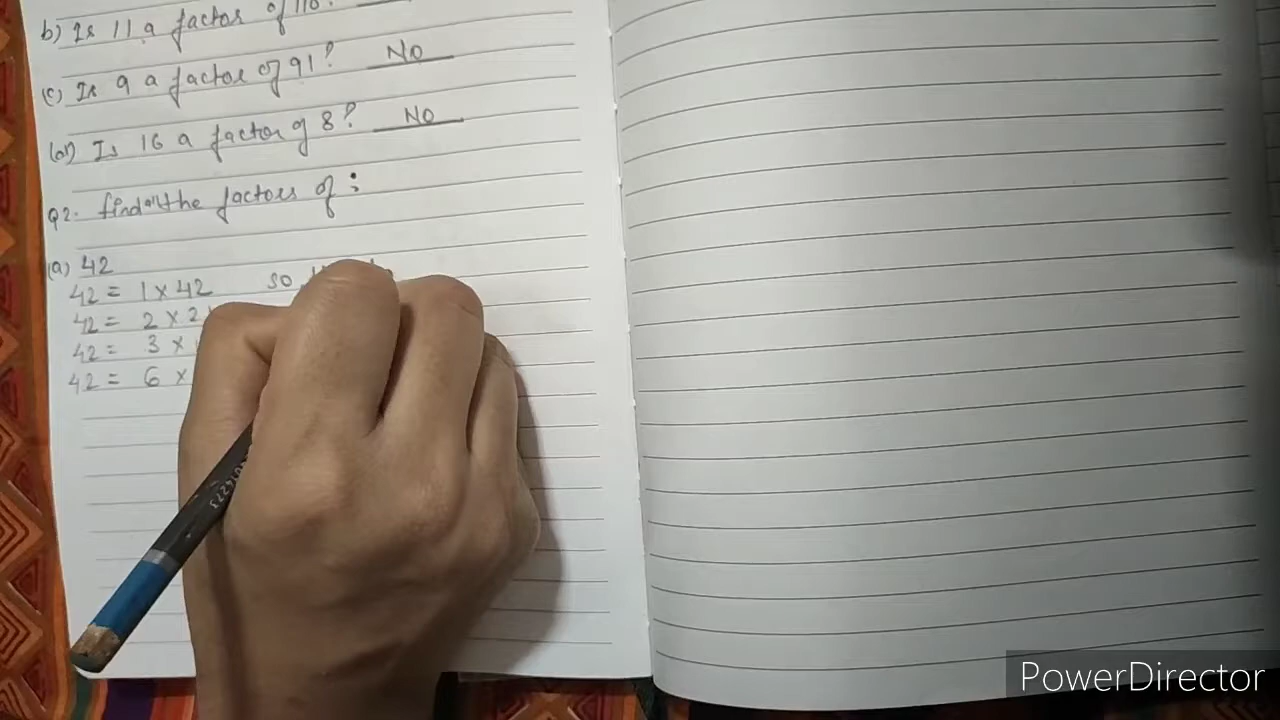 b) Is 11 a factor of 110?
(c) Is 9 a factor of 91? No
(d) Is 16 a factor of 8? No
Q2. find all the factors of :
(a) 42
42 = 1 x 42 so
42 = 2 x 2
42 = 3 x
42 = 6 x
PowerDirector